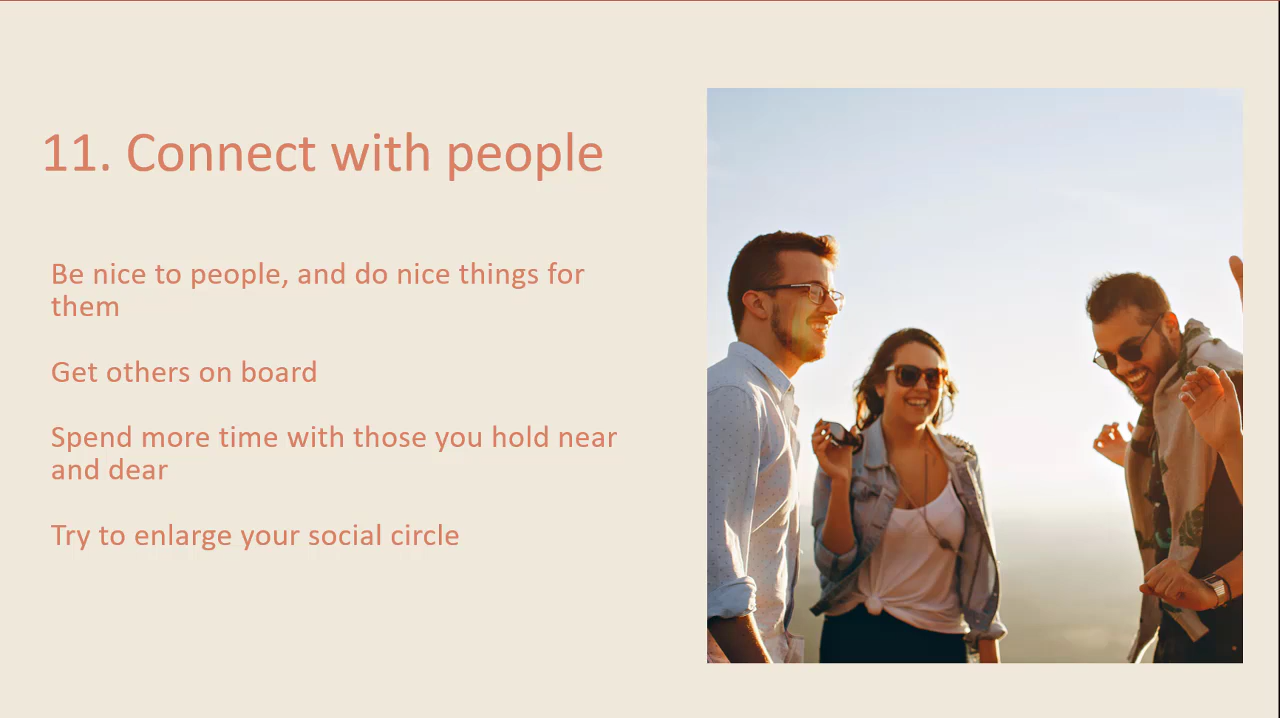 11. Connect with people
Be nice to people, and do nice things for
them
Get others on board
Spend more time with those you hold near
and dear
Try to enlarge your social circle